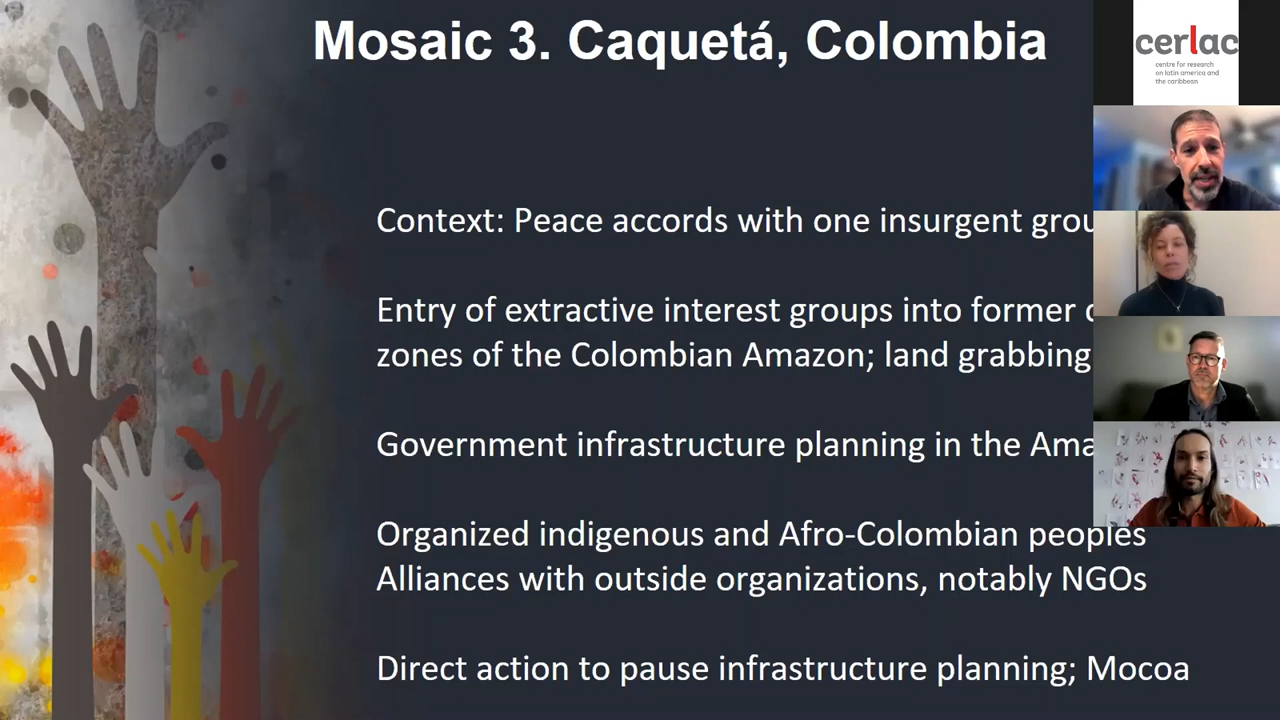 Mosaic 3. Caquetá, Colombia
cerlac
centre for research
on latin america and
the caribbean
Context: Peace accords with one insurgent
Entry of extractive interest groups into former
zones of the Colombian Amazon; land grabbing
Government infrastructure planning in the
Organized indigenous and Afro-Colombian peoples
Alliances with outside organizations, notably NGOs
Direct action to pause infrastructure planning; Mocoa